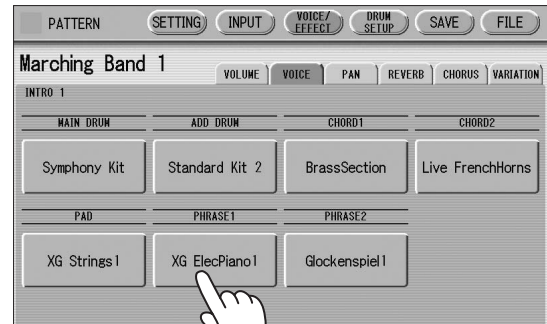 PATTERN SETTING INPUT VOICE/ EFFECT DRUM SETUP SAVE FILE
Marching Band 1 VOLUME VOICE PAN REVERB CHORUS VARIATION
INTRO 1
MAIN DRUM ADD DRUM CHORD1 CHORD2
Symphony Kit Standard Kit 2 BrassSection Live FrenchHorns
PAD PHRASE1 PHRASE2
XG Strings1 XG ElecPiano1 Glockenspiel1